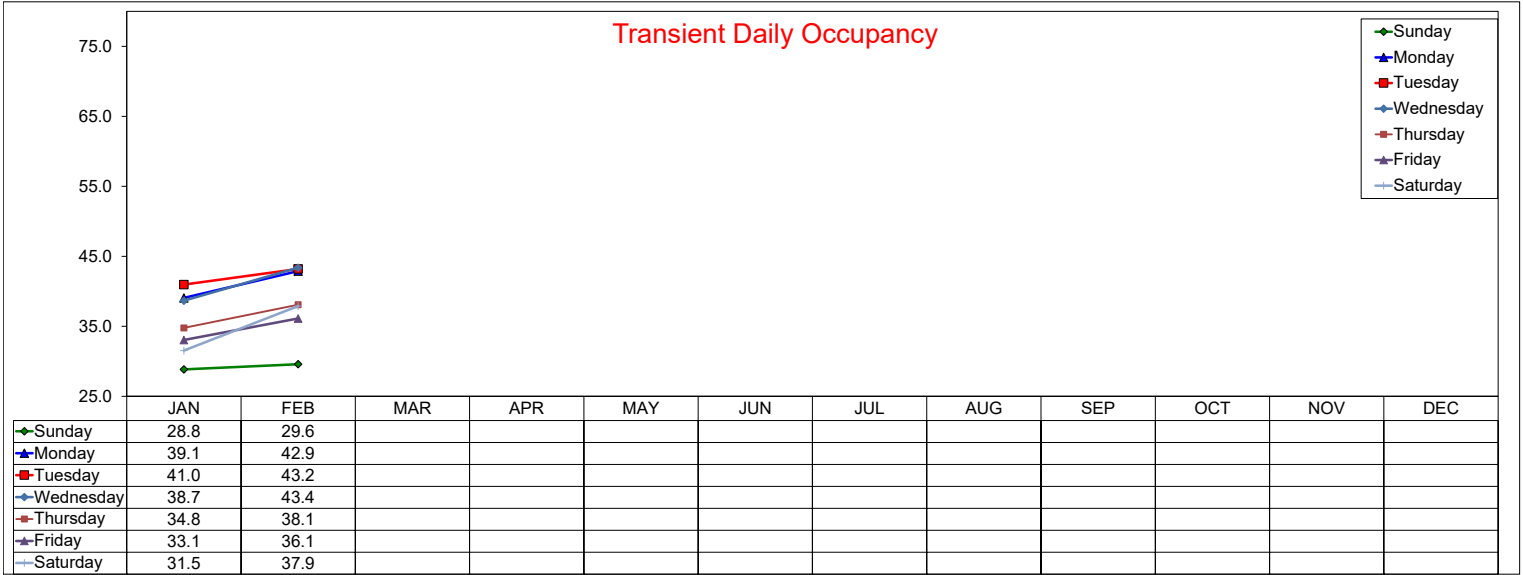 Transient Daily Occupancy
75.0
65.0
55.0
45.0
35.0
25.0
Sunday
Monday
Tuesday
Wednesday
Thursday
Friday
Saturday
JAN FEB MAR APR MAY JUN JUL AUG SEP OCT NOV DEC
Sunday 28.8 29.6
Monday 39.1 42.9
Tuesday 41.0 43.2
Wednesday 38.7 43.4
Thursday 34.8 38.1
Friday 33.1 36.1
Saturday 31.5 37.9